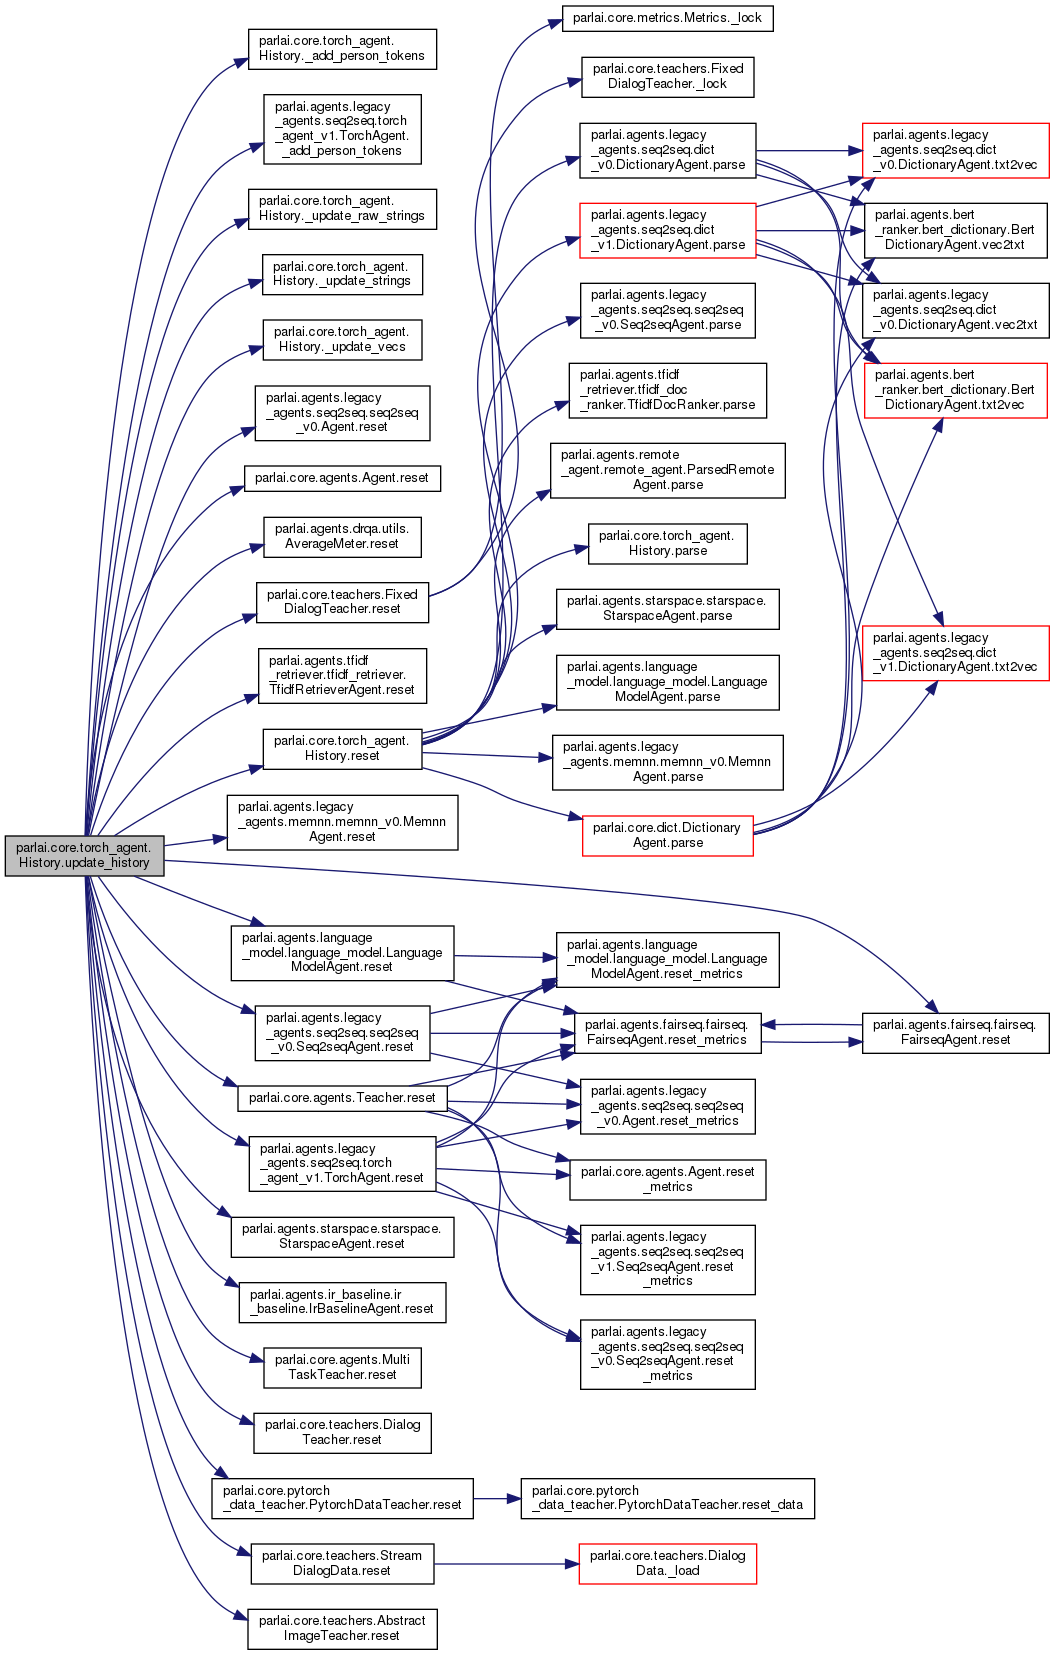 parlai.core.torch_agent.
History.update_history
parlai.core.torch_agent.
History._add_person_tokens
parlai.agents.legacy
_agents.seq2seq.torch
_agent_v1.TorchAgent.
_add_person_tokens
parlai.core.torch_agent.
History._update_raw_strings
parlai.core.torch_agent.
History._update_strings
parlai.core.torch_agent.
History._update_vecs
parlai.agents.legacy
_agents.seq2seq.seq2seq
_v0.Agent.reset
parlai.core.agents.Agent.reset
parlai.agents.drqa.utils.
AverageMeter.reset
parlai.core.teachers.Fixed
DialogTeacher.reset
parlai.agents.tfidf
_retriever.tfidf_retriever.
TfidfRetrieverAgent.reset
parlai.core.torch_agent.
History.reset
parlai.agents.legacy
_agents.memnn.memnn_v0.Memnn
Agent.reset
parlai.agents.language
_model.language_model.Language
ModelAgent.reset
parlai.agents.legacy
_agents.seq2seq.seq2seq
_v0.Seq2seqAgent.reset
parlai.core.agents.Teacher.reset
parlai.agents.legacy
_agents.seq2seq.torch
_agent_v1.TorchAgent.reset
parlai.agents.starspace.starspace.
StarspaceAgent.reset
parlai.agents.ir_baseline.ir
_baseline.IrBaselineAgent.reset
parlai.core.agents.Multi
TaskTeacher.reset
parlai.core.teachers.Dialog
Teacher.reset
parlai.core.pytorch
_data_teacher.PytorchDataTeacher.reset
parlai.core.teachers.Stream
DialogData.reset
parlai.core.teachers.Abstract
ImageTeacher.reset
parlai.core.metrics.Metrics._lock
parlai.core.teachers.Fixed
DialogTeacher._lock
parlai.agents.legacy
_agents.seq2seq.dict
_v0.DictionaryAgent.parse
parlai.agents.legacy
_agents.seq2seq.dict
_v1.DictionaryAgent.parse
parlai.agents.legacy
_agents.seq2seq.seq2seq
_v0.Seq2seqAgent.parse
parlai.agents.tfidf
_retriever.tfidf_doc
_ranker.TfidfDocRanker.parse
parlai.agents.remote
_agent.remote_agent.ParsedRemote
Agent.parse
parlai.core.torch_agent.
History.parse
parlai.agents.starspace.starspace.
StarspaceAgent.parse
parlai.agents.language
_model.language_model.Language
ModelAgent.parse
parlai.agents.legacy
_agents.memnn.memnn_v0.Memnn
Agent.parse
parlai.core.dict.Dictionary
Agent.parse
parlai.agents.language
_model.language_model.Language
ModelAgent.reset_metrics
parlai.agents.fairseq.fairseq.
FairseqAgent.reset_metrics
parlai.agents.legacy
_agents.seq2seq.seq2seq
_v0.Agent.reset_metrics
parlai.core.agents.Agent.reset
_metrics
parlai.agents.legacy
_agents.seq2seq.seq2seq
_v1.Seq2seqAgent.reset
_metrics
parlai.agents.legacy
_agents.seq2seq.seq2seq
_v0.Seq2seqAgent.reset
_metrics
parlai.core.pytorch
_data_teacher.PytorchDataTeacher.reset_data
parlai.core.teachers.Dialog
Data._load
parlai.agents.legacy
_agents.seq2seq.dict
_v0.DictionaryAgent.txt2vec
parlai.agents.bert
_ranker.bert_dictionary.Bert
DictionaryAgent.vec2txt
parlai.agents.legacy
_agents.seq2seq.dict
_v0.DictionaryAgent.vec2txt
parlai.agents.bert
_ranker.bert_dictionary.Bert
DictionaryAgent.txt2vec
parlai.agents.legacy
_agents.seq2seq.dict
_v1.DictionaryAgent.txt2vec
parlai.agents.fairseq.fairseq.
FairseqAgent.reset